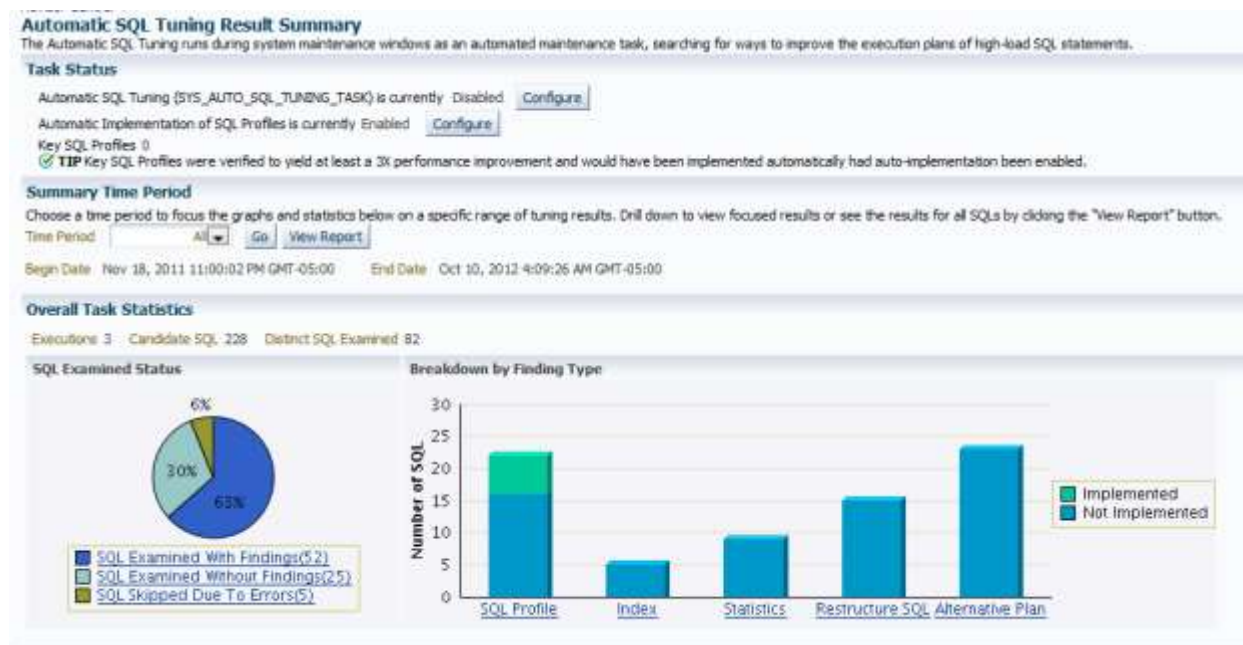 Automatic SQL Tuning Result Summary
The Automatic SQL Tuning runs during system maintenance windows as an automated maintenance task, searching for ways to improve the execution plans of high-load SQL statements.
Task Status
Automatic SQL Tuning (SYS_AUTO_SQL_TUNING_TASK) is currently Disabled Configure
Automatic Implementation of SQL Profiles is currently Enabled Configure
Key SQL Profiles 0
TIP Key SQL Profiles were verified to yield at least a 3X performance improvement and would have been implemented automatically had auto-implementation been enabled.
Summary Time Period
Choose a time period to focus the graphs and statistics below on a specific range of tuning results. Drill down to view focused results or see the results for all SQLs by clicking the "View Report" button.
Time Period All Go View Report
Begin Date Nov 18, 2011 11:00:02 PM GMT-05:00 End Date Oct 10, 2012 4:09:26 AM GMT-05:00
Overall Task Statistics
Executions 3 Candidate SQL 228 Distinct SQL Examined 82
SQL Examined Status
6%
30%
63%
SQL Examined With Findings(52)
SQL Examined Without Findings(25)
SQL Skipped Due To Errors(5)
Breakdown by Finding Type
Number of SQL
30
25
20
15
10
5
0
SQL Profile Index Statistics Restructure SQL Alternative Plan
Implemented
Not Implemented